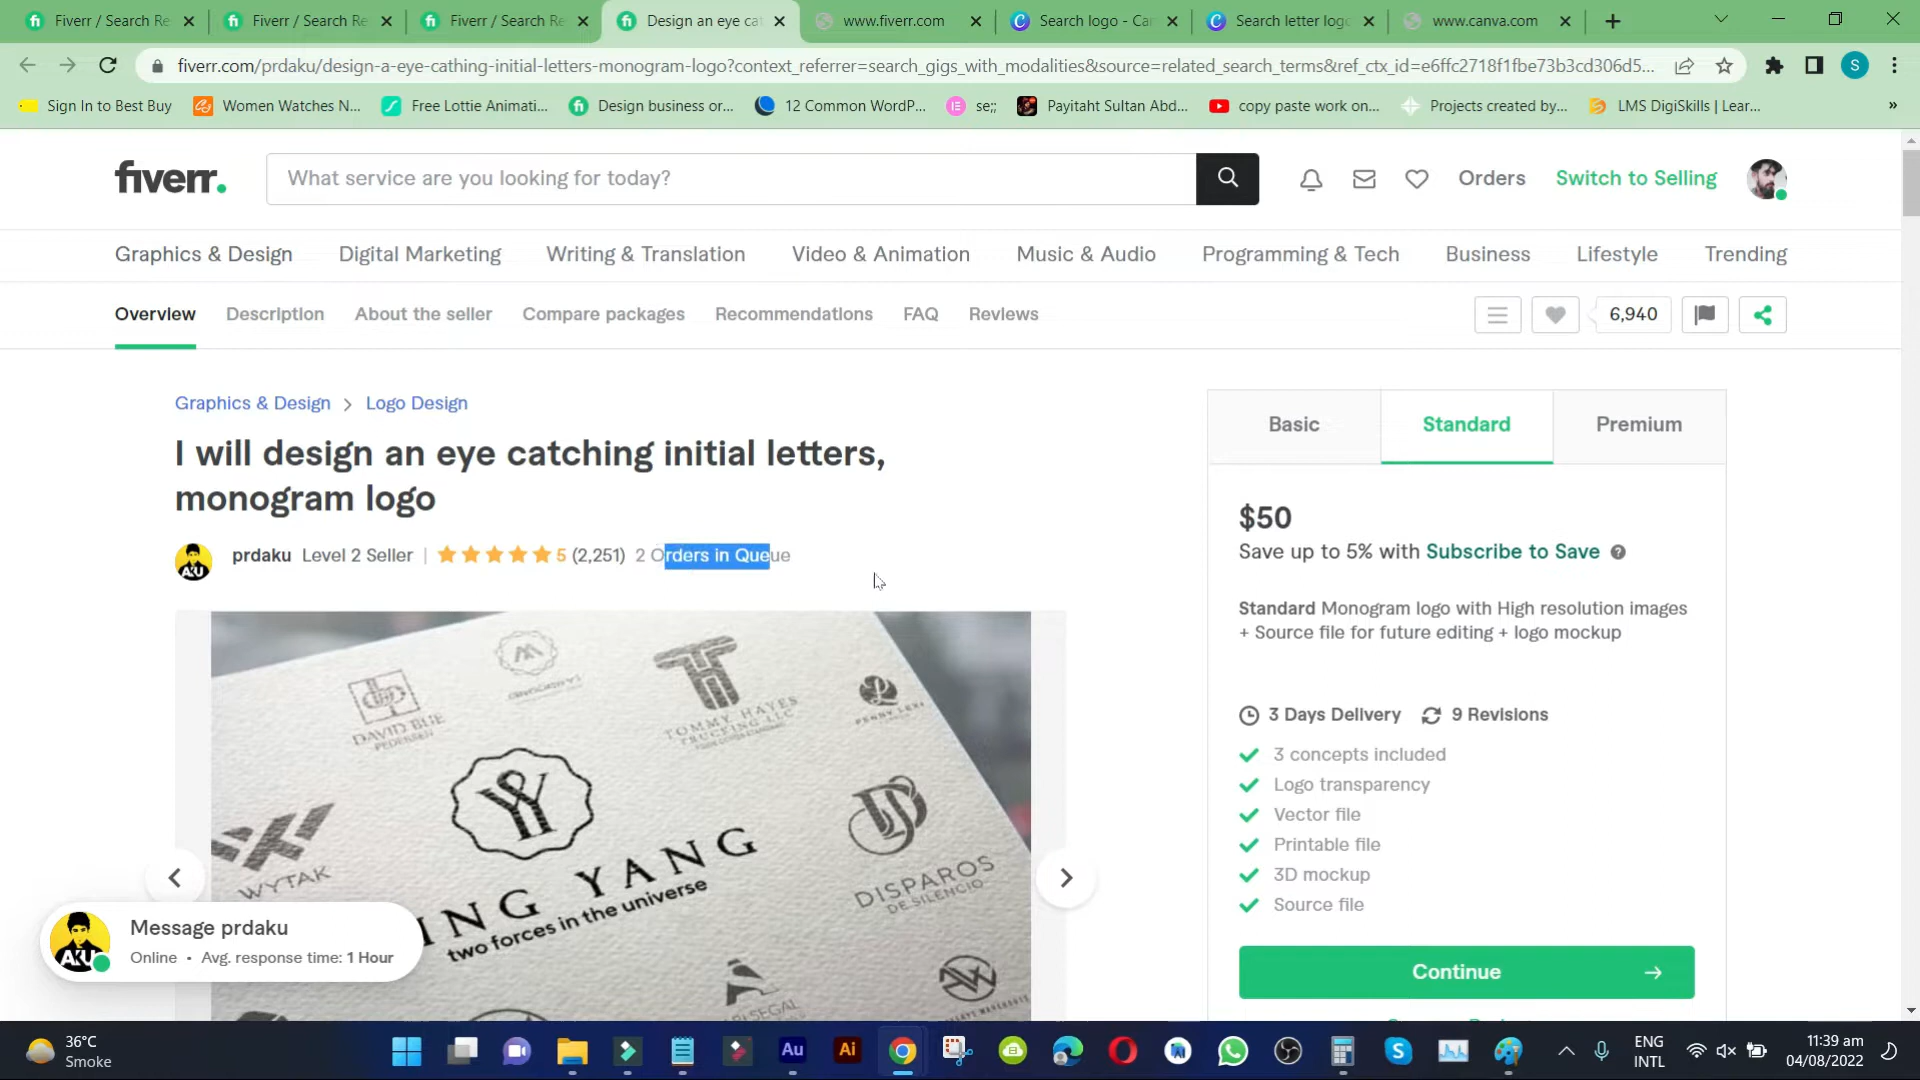 Fiverr / Search Re
Fiverr / Search Re
Fiverr / Search Re
Design an eye cat
www.fiverr.com
Search logo - Can
Search letter logo
www.canva.com
fiverr.com/prdaku/design-a-eye-cathing-initial-letters-monogram-logo?context_referrer=search_gigs_with_modalities&source=related_search_terms&ref_ctx_id=e6ffc2718f1fbe73b3cd306d5...
S
Sign In to Best Buy
Women Watches N...
Free Lottie Animati...
Design business or...
12 Common WordP...
se;;
Payitaht Sultan Abd...
copy paste work on...
Projects created by...
LMS DigiSkills | Lear...
»
fiverr.
What service are you looking for today?
Orders
Switch to Selling
Graphics & Design
Digital Marketing
Writing & Translation
Video & Animation
Music & Audio
Programming & Tech
Business
Lifestyle
Trending
Overview
Description
About the seller
Compare packages
Recommendations
FAQ
Reviews
6,940
Graphics & Design > Logo Design
I will design an eye catching initial letters,
monogram logo
prdaku Level 2 Seller | 5 (2,251) 2 Orders in Queue
Basic
Standard
Premium
$50
Save up to 5% with Subscribe to Save
Standard Monogram logo with High resolution images
+ Source file for future editing + logo mockup
3 Days Delivery 9 Revisions
3 concepts included
Logo transparency
Vector file
Printable file
3D mockup
Source file
Continue
DAVID BUE
PEDERSEN
TOMMY HAYES
TRUCKING LLC
PENNY LEXI
WYTAK
ING YANG
two forces in the universe
DISPAROS
DE SILENCIO
AKU
Message prdaku
Online • Avg. response time: 1 Hour
36°C
Smoke
Au
Ai
ENG
INTL
11:39 am
04/08/2022